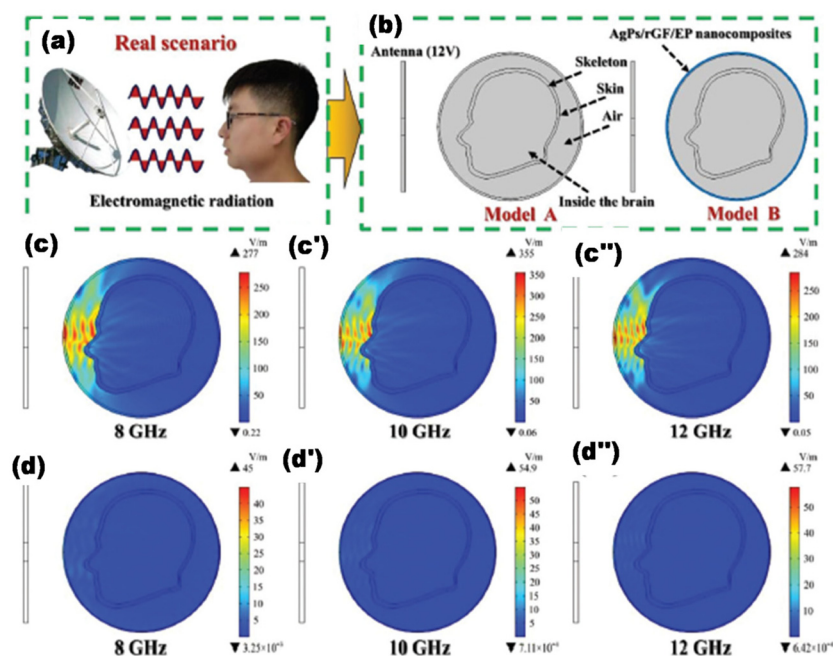 (a)
Real scenario
Electromagnetic radiation
(b)
Antenna (12V)
AgPs/rGF/EP nanocomposites
Skeleton
Skin
Air
Inside the brain
Model A
Model B
(c)
V/m
▲ 277
250
200
150
100
50
▼ 0.22
8 GHz
(c')
V/m
▲ 355
350
300
250
200
150
100
50
▼ 0.06
10 GHz
(c'')
V/m
▲ 284
250
200
150
100
50
▼ 0.05
12 GHz
(d)
V/m
▲ 45
40
35
30
25
20
15
10
5
8 GHz
(d')
V/m
▲ 54.9
50
45
40
35
30
25
20
15
10
5
10 GHz
(d'')
V/m
▲ 57.7
50
40
30
20
10
12 GHz